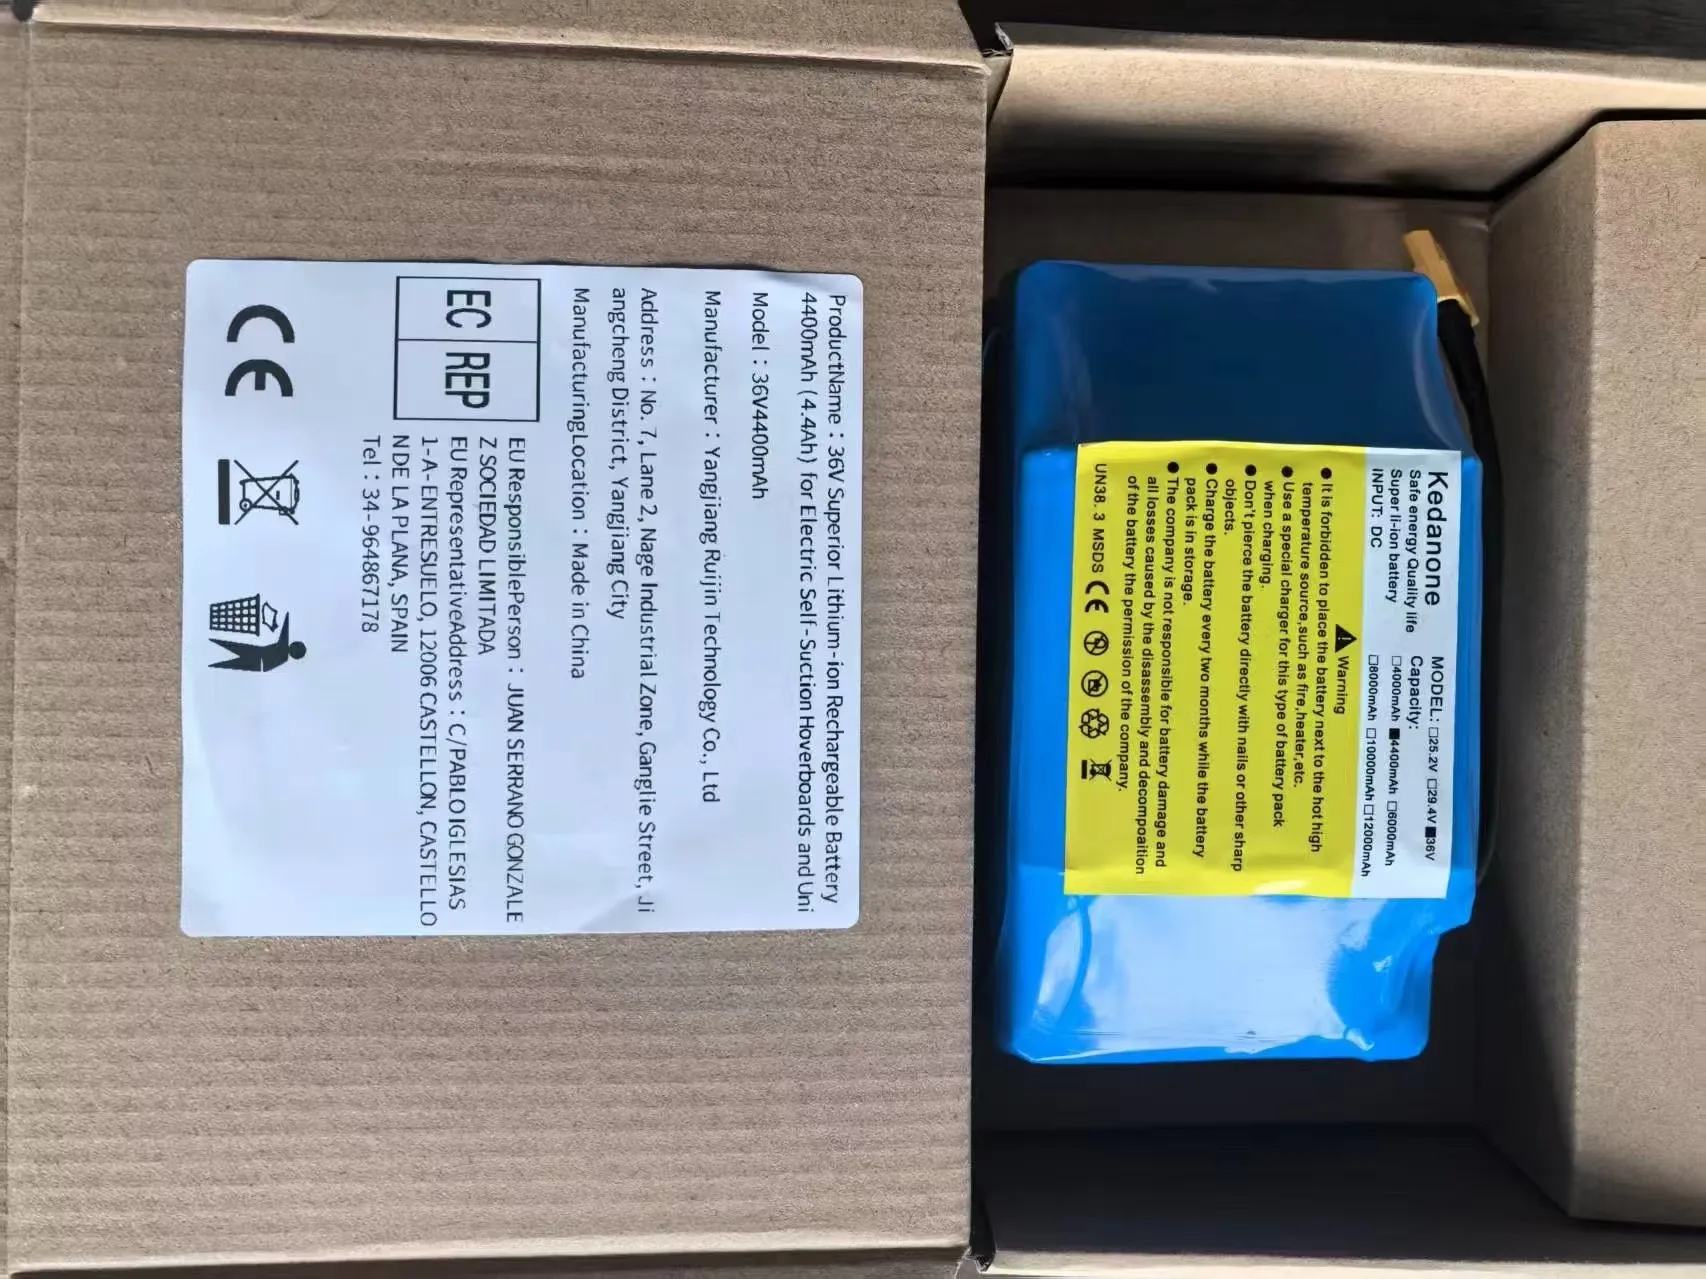 ProductName：36V Superior Lithium-ion Rechargeable Battery
4400mAh (4.4Ah) for Electric Self-Suction Hoverboards and Uni
Model：36V4400mAh
Manufacturer：Yangjiang Ruijin Technology Co., Ltd
Address：No. 7, Lane 2, Nage Industrial Zone, Ganglie Street, Ji
angcheng District, Yangjiang City
ManufacturingLocation：Made in China
EC REP
EU ResponsiblePerson：JUAN SERRANO GONZALE
Z SOCIEDAD LIMITADA
EU RepresentativeAddress：C/PABLO IGLESIAS
1-A-ENTRESUELO, 12006 CASTELLON, CASTELLO
NDE LA PLANA, SPAIN
Tel：34-964867178
CE
Kedanone
Safe energy Quality life
Super li-ion battery
INPUT: DC
MODEL: □25.2V □29.4V ■36V
Capacity:
□4000mAh ■4400mAh □6000mAh
□8000mAh □10000mAh □12000mAh
Warning
● It is forbidden to place the battery next to the hot high
temperature source,such as fire,heater,etc.
● Use a special charger for this type of battery pack
when charging.
● Don't pierce the battery directly with nails or other sharp
objects.
● Charge the battery every two months while the battery
pack is in storage.
● The company is not responsible for battery damage and
all losses caused by the disassembly and decompoaition
of the battery the permission of the company.
UN38.3 MSDS CE